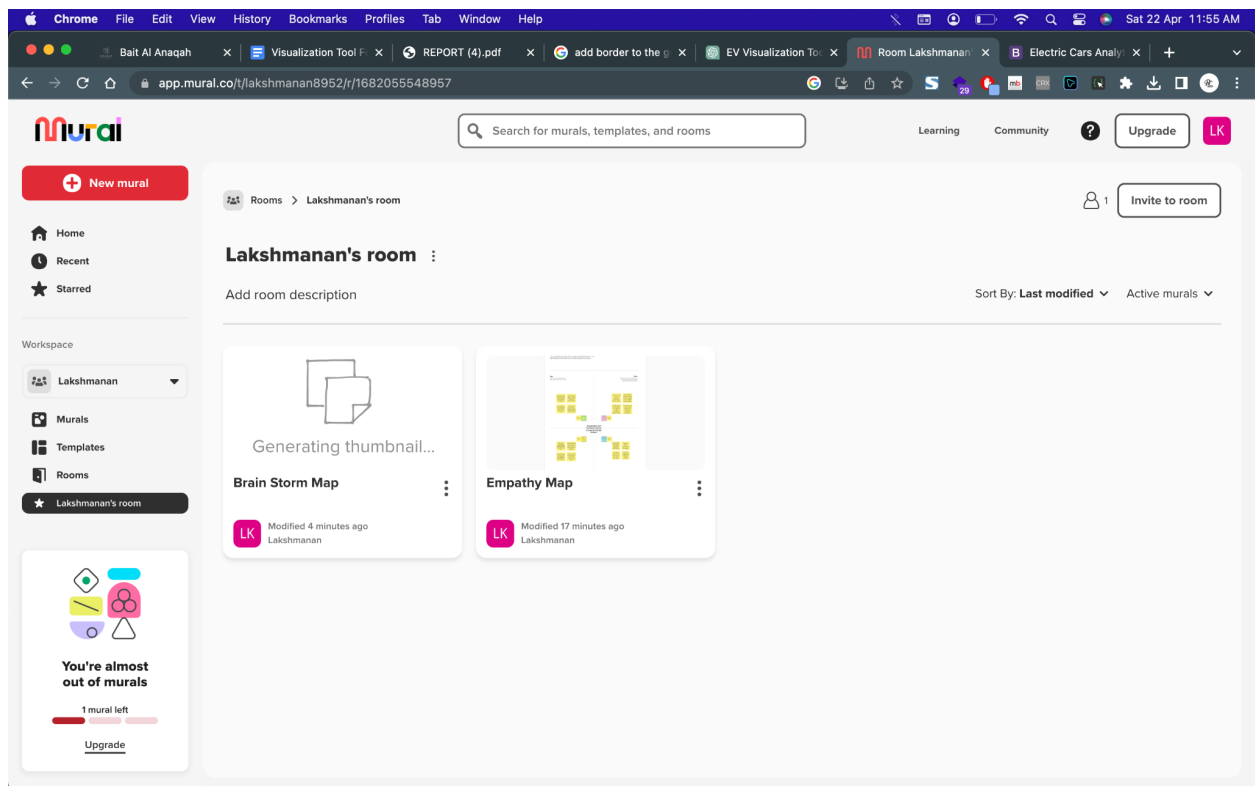 Chrome File Edit View History Bookmarks Profiles Tab Window Help Sat 22 Apr 11:55 AM
Bait Al Anaqah Visualization Tool F REPORT (4).pdf add border to the g EV Visualization To Room Lakshmanan' Electric Cars Analy
app.mural.co/t/lakshmanan8952/r/1682055548957 29 mb CRX
Mural Search for murals, templates, and rooms Learning Community ? Upgrade LK
New mural
Rooms > Lakshmanan's room 1 Invite to room
Home
Recent
Starred
Lakshmanan's room
Add room description Sort By: Last modified Active murals
Workspace
Lakshmanan
Murals
Templates
Rooms
Lakshmanan's room
Generating thumbnail...
Brain Storm Map
LK Modified 4 minutes ago
Lakshmanan
Empathy Map
LK Modified 17 minutes ago
Lakshmanan
You're almost
out of murals
1 mural left
Upgrade